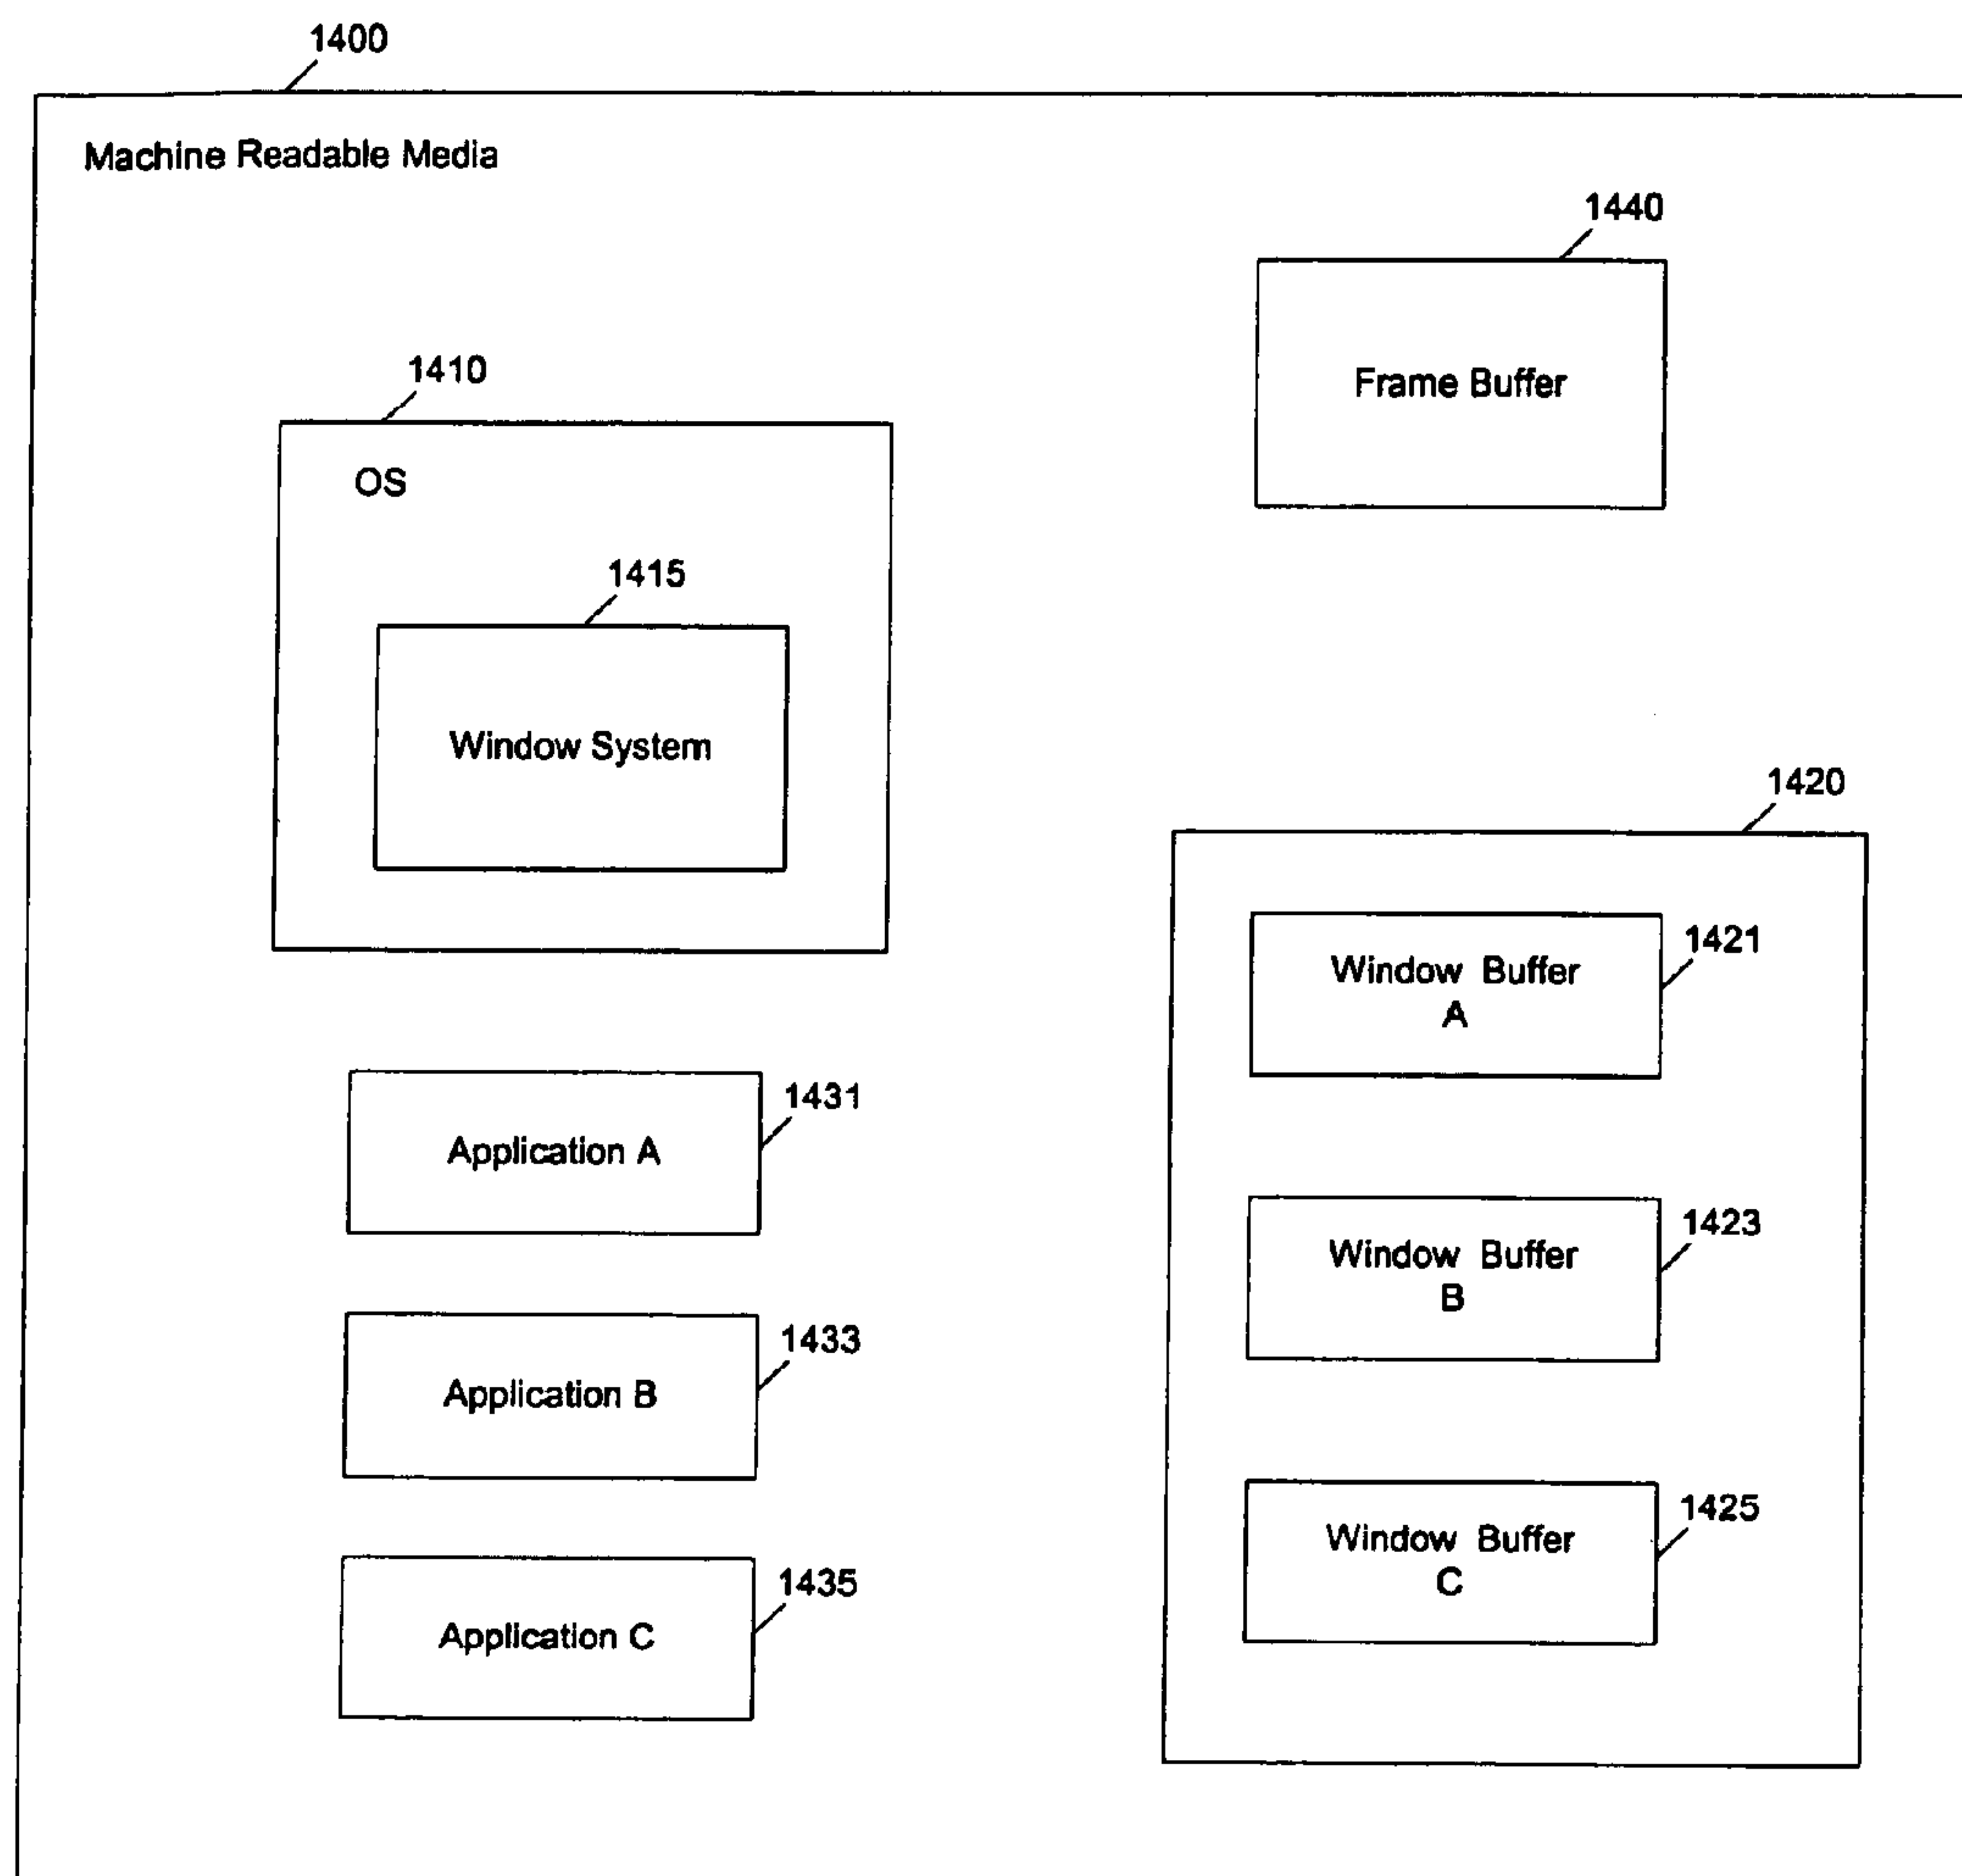 1400
Machine Readable Media
1440
Frame Buffer
1410
OS
1415
Window System
1420
Window Buffer
A
1421
Window Buffer
B
1423
Window Buffer
C
1425
Application A
1431
Application B
1433
Application C
1435